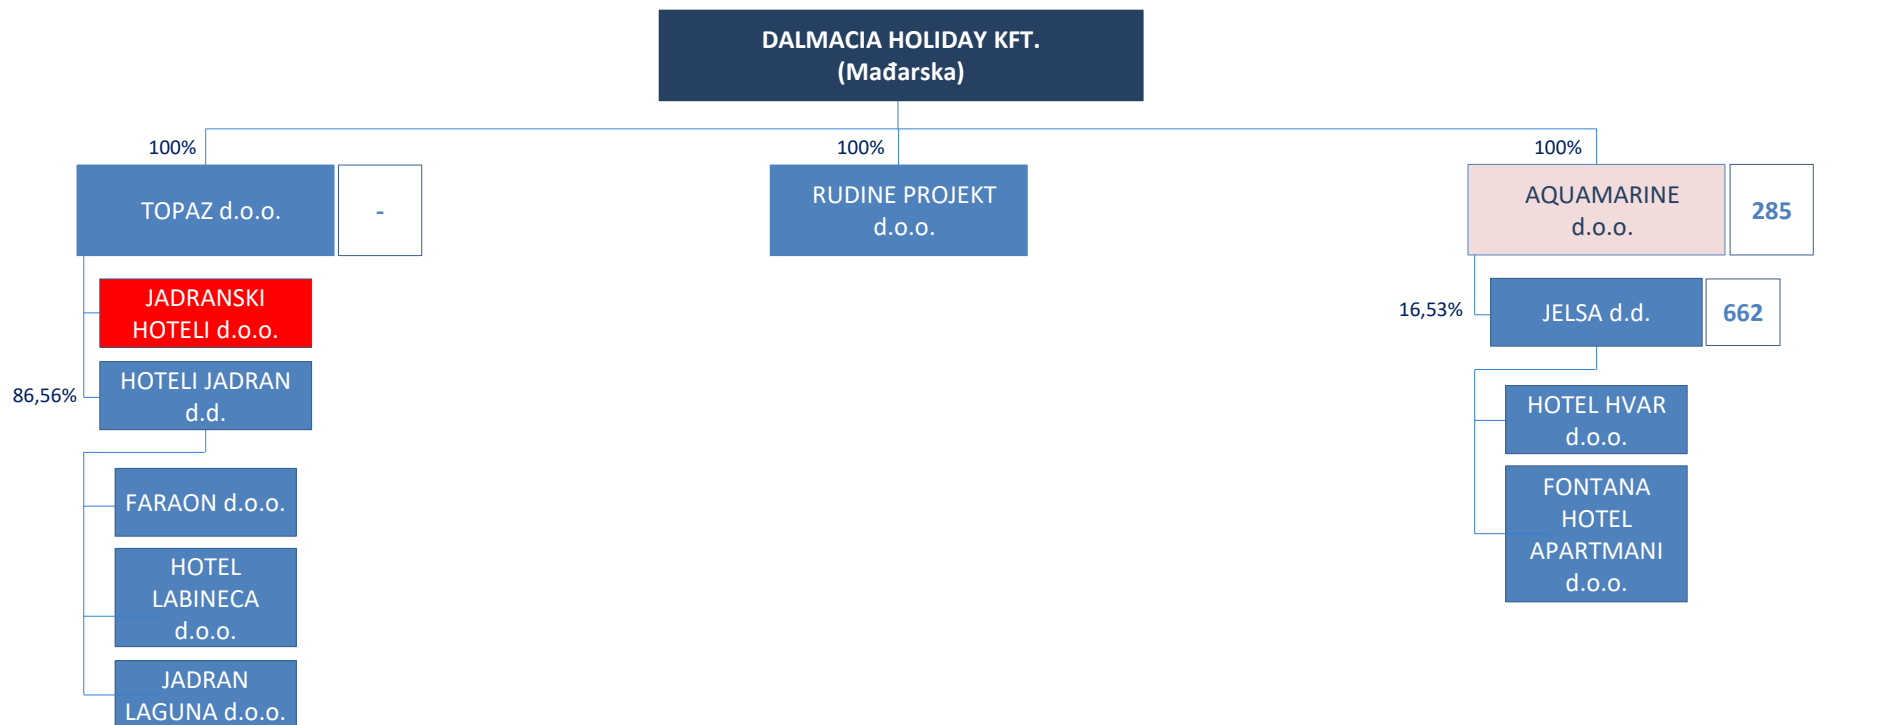 DALMACIA HOLIDAY KFT.
(Mađarska)
100%
100%
100%
TOPAZ d.o.o.
-
RUDINE PROJEKT
d.o.o.
AQUAMARINE
d.o.o.
285
JADRANSKI
HOTELI d.o.o.
16,53%
JELSA d.d.
662
86,56%
HOTELI JADRAN
d.d.
HOTEL HVAR
d.o.o.
FARAON d.o.o.
FONTANA
HOTEL
APARTMANI
d.o.o.
HOTEL
LABINECA
d.o.o.
JADRAN
LAGUNA d.o.o.